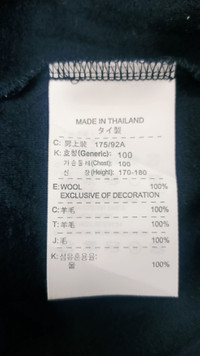 MADE IN THAILAND
タイ製
C: 男上装 175/92A
K: 호칭(Generic): 100
가슴둘레(Chest): 100
신 장(Height): 170-180
E: WOOL 100%
EXCLUSIVE OF DECORATION
C: 羊毛 100%
T: 羊毛 100%
J: 毛 100%
K: 섬유혼용율:
울 100%